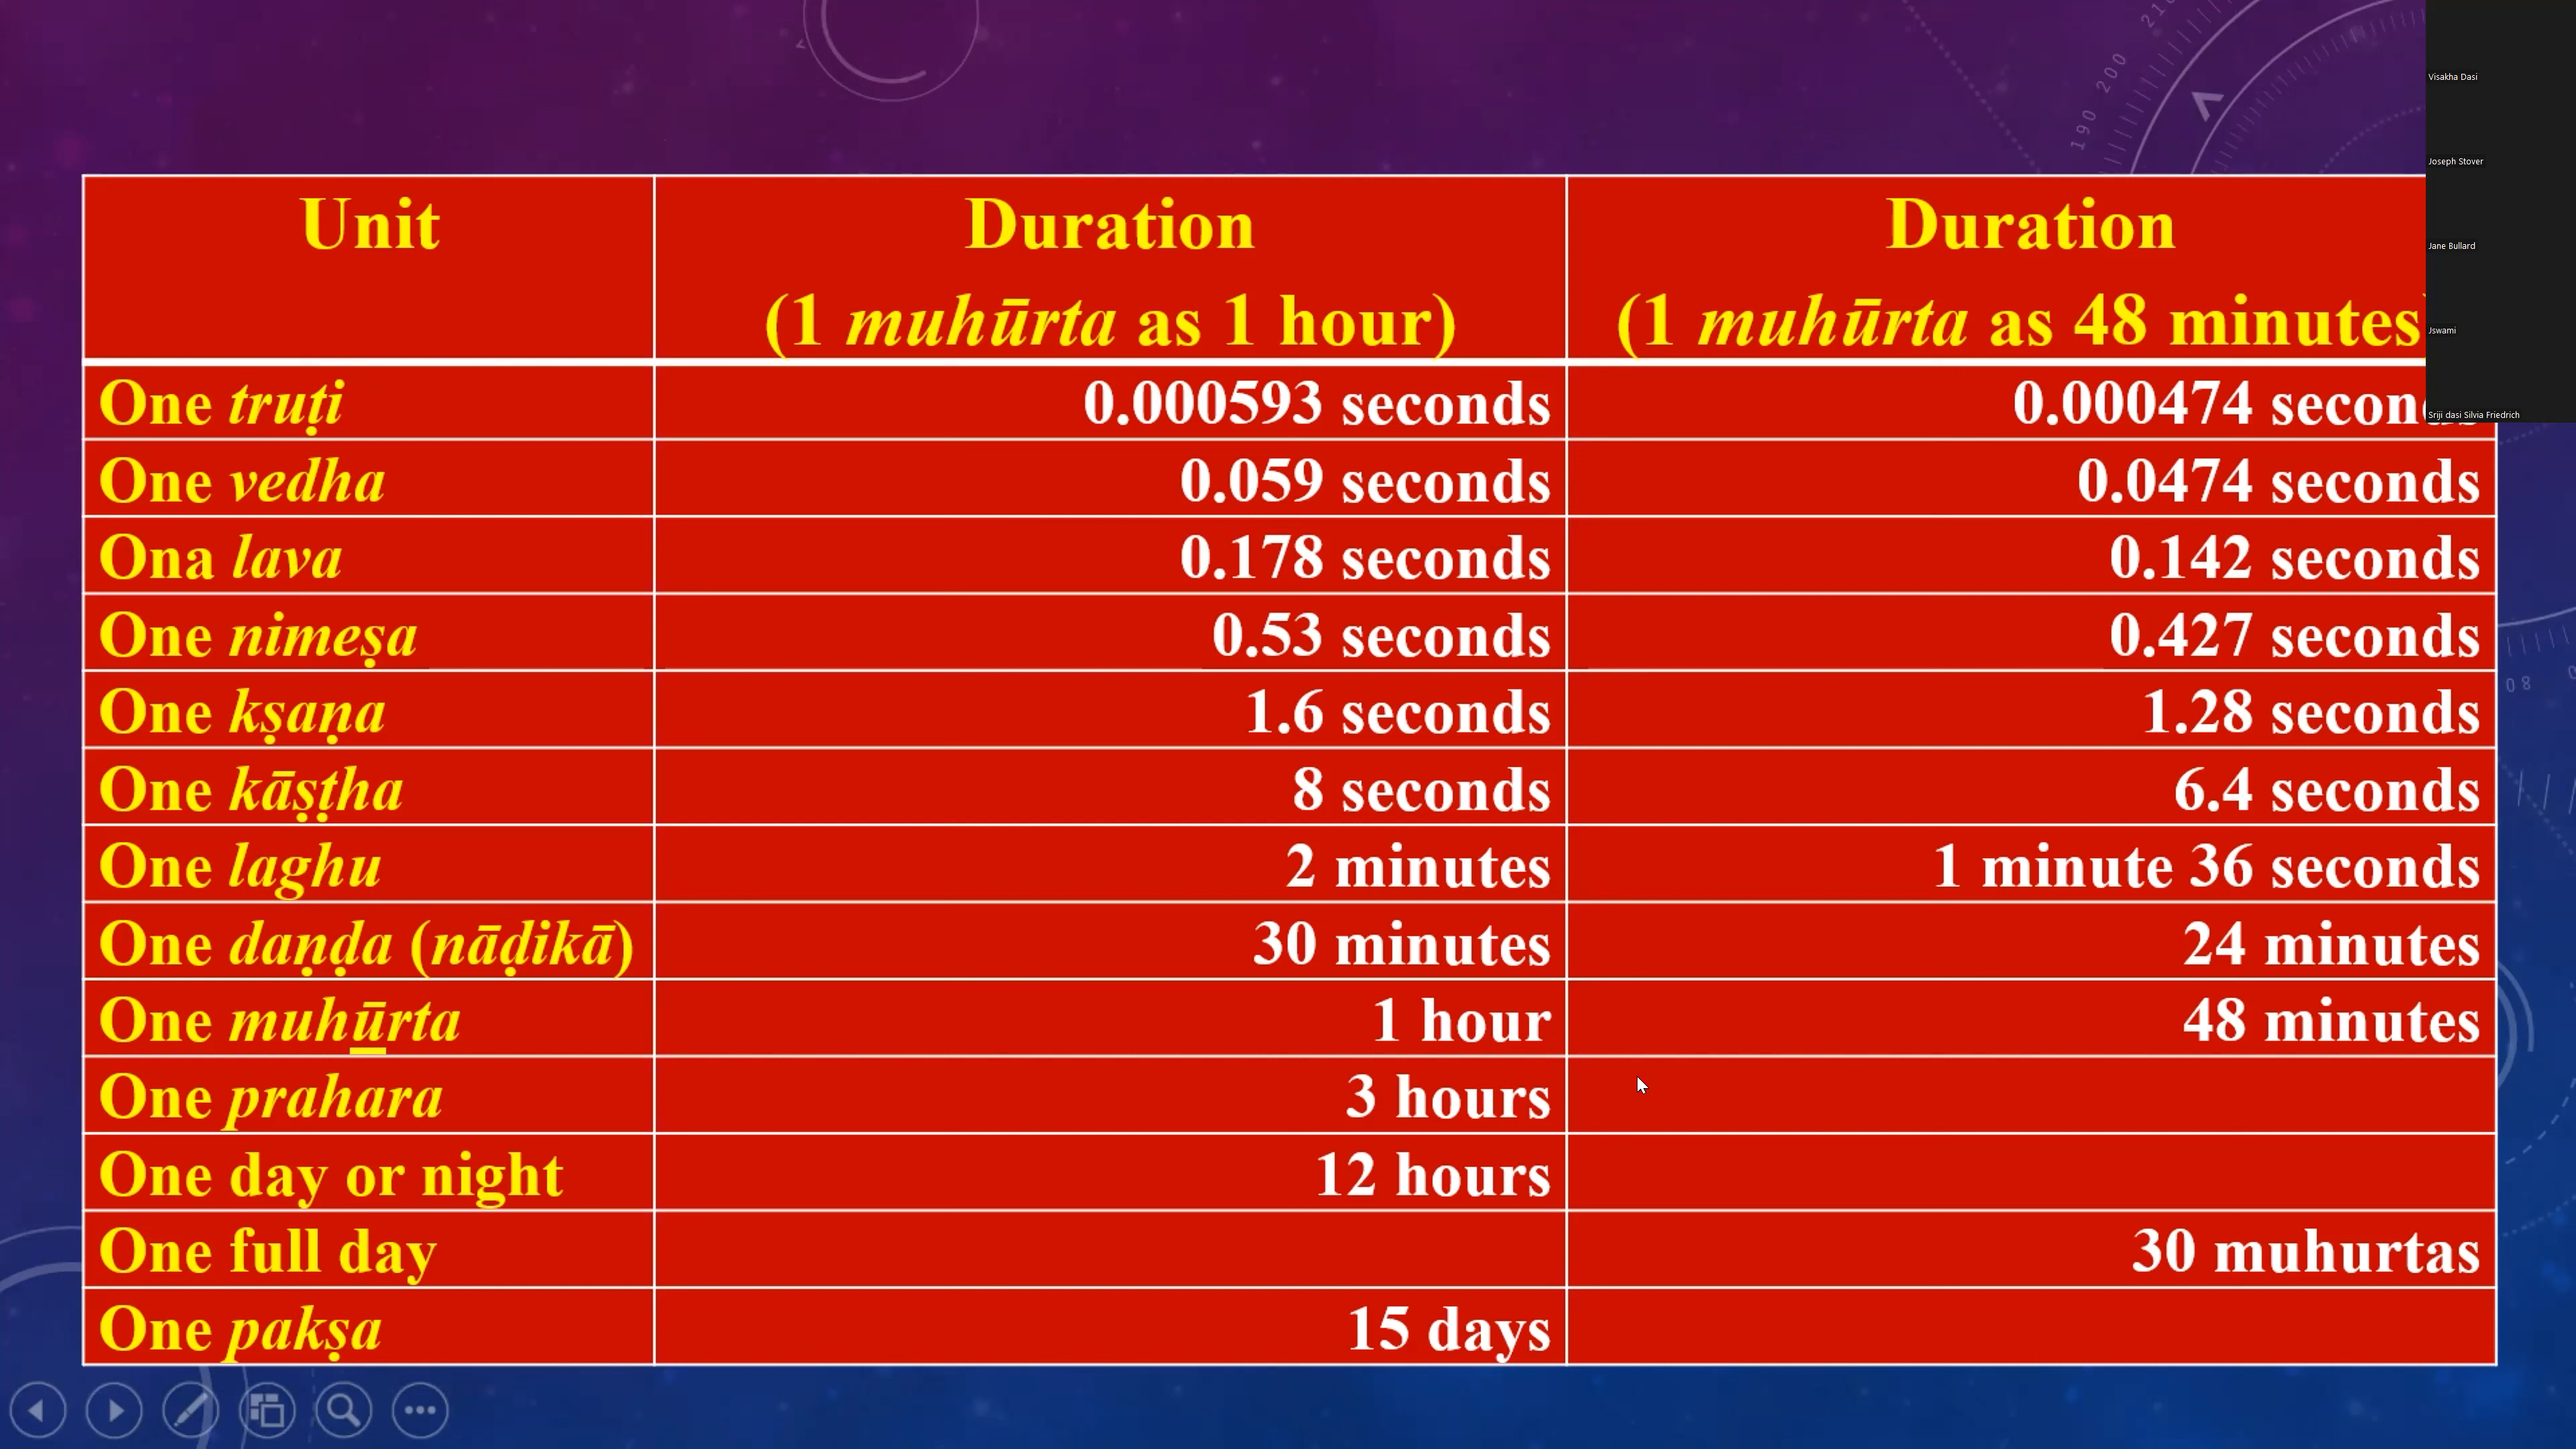 Unit Duration Duration
(1 muhūrta as 1 hour) (1 muhūrta as 48 minutes
One truṭi 0.000593 seconds 0.000474
One vedha 0.059 seconds 0.0474 seconds
Ona lava 0.178 seconds 0.142 seconds
One nimeṣa 0.53 seconds 0.427 seconds
One kṣaṇa 1.6 seconds 1.28 seconds
One kāṣṭha 8 seconds 6.4 seconds
One laghu 2 minutes 1 minute 36 seconds
One daṇḍa (nāḍikā) 30 minutes 24 minutes
One muhūrta 1 hour 48 minutes
One prahara 3 hours
One day or night 12 hours
One full day 30 muhurtas
One pakṣa 15 days
Visakha Dasi
Joseph Stover
Jane Bullard
Jswami
Sriji dasi Silvia Friedrich
190 200
80